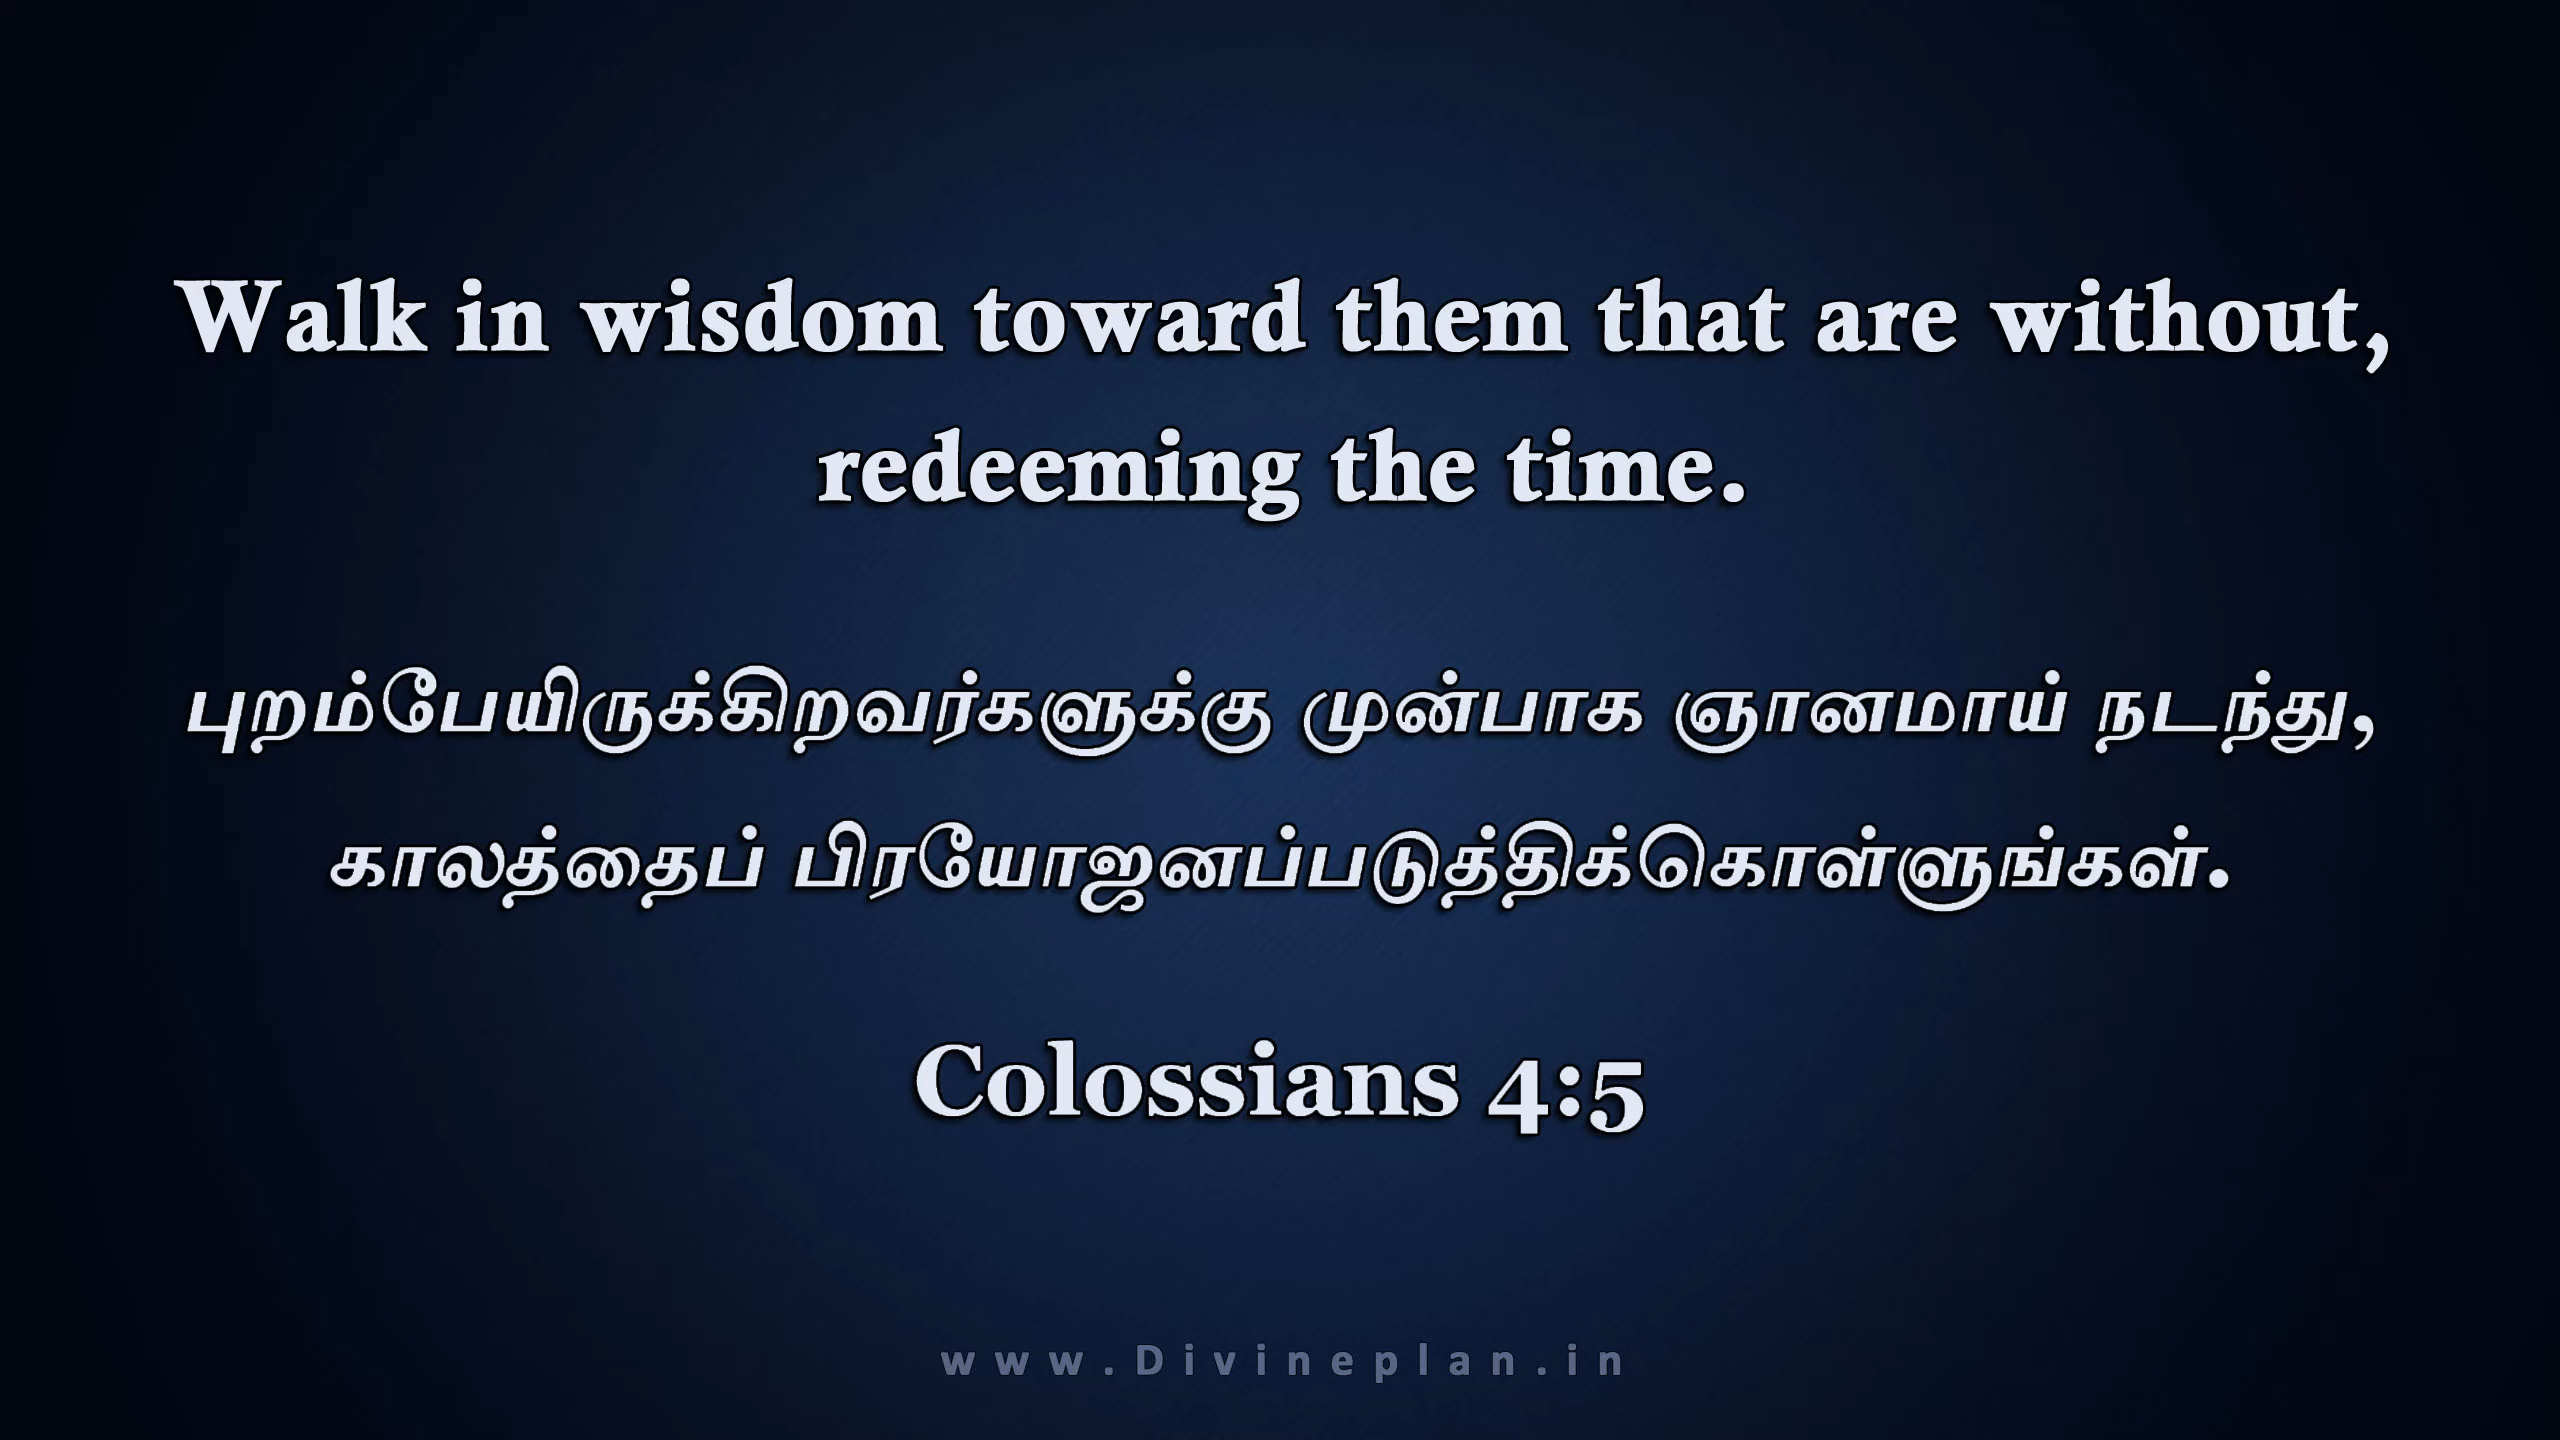 Walk in wisdom toward them that are without,
redeeming the time.
புறம்பேயிருக்கிறவர்களுக்கு முன்பாக ஞானமாய் நடந்து,
காலத்தைப் பிரயோஜனப்படுத்திக்கொள்ளுங்கள்.
Colossians 4:5
www.Divineplan.in